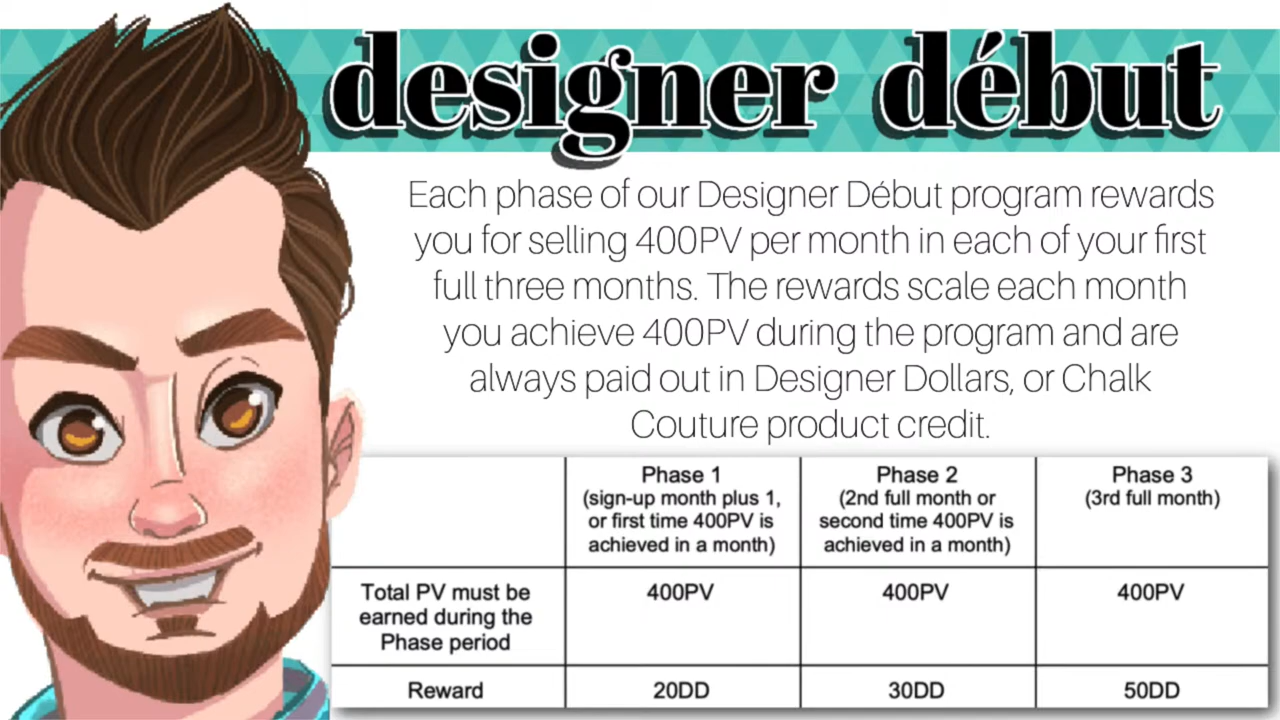 designer début
Each phase of our Designer Début program rewards
you for selling 400PV per month in each of your first
full three months. The rewards scale each month
you achieve 400PV during the program and are
always paid out in Designer Dollars, or Chalk
Couture product credit.
Phase 1
(sign-up month plus 1,
or first time 400PV is
achieved in a month)
Phase 2
(2nd full month or
second time 400PV is
achieved in a month)
Phase 3
(3rd full month)
Total PV must be
earned during the
Phase period
400PV
400PV
400PV
Reward
20DD
30DD
50DD